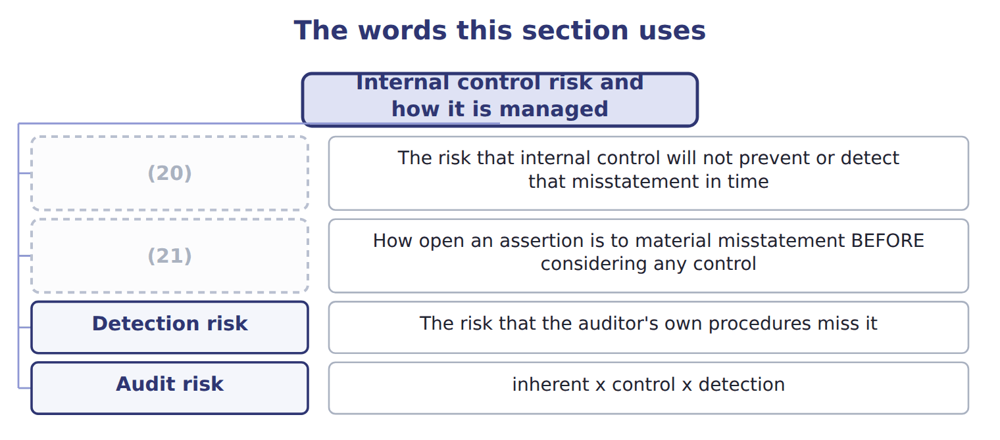 The words this section uses
Internal control risk and
how it is managed
(20)
The risk that internal control will not prevent or detect
that misstatement in time
(21)
How open an assertion is to material misstatement BEFORE
considering any control
Detection risk
The risk that the auditor's own procedures miss it
Audit risk
inherent x control x detection